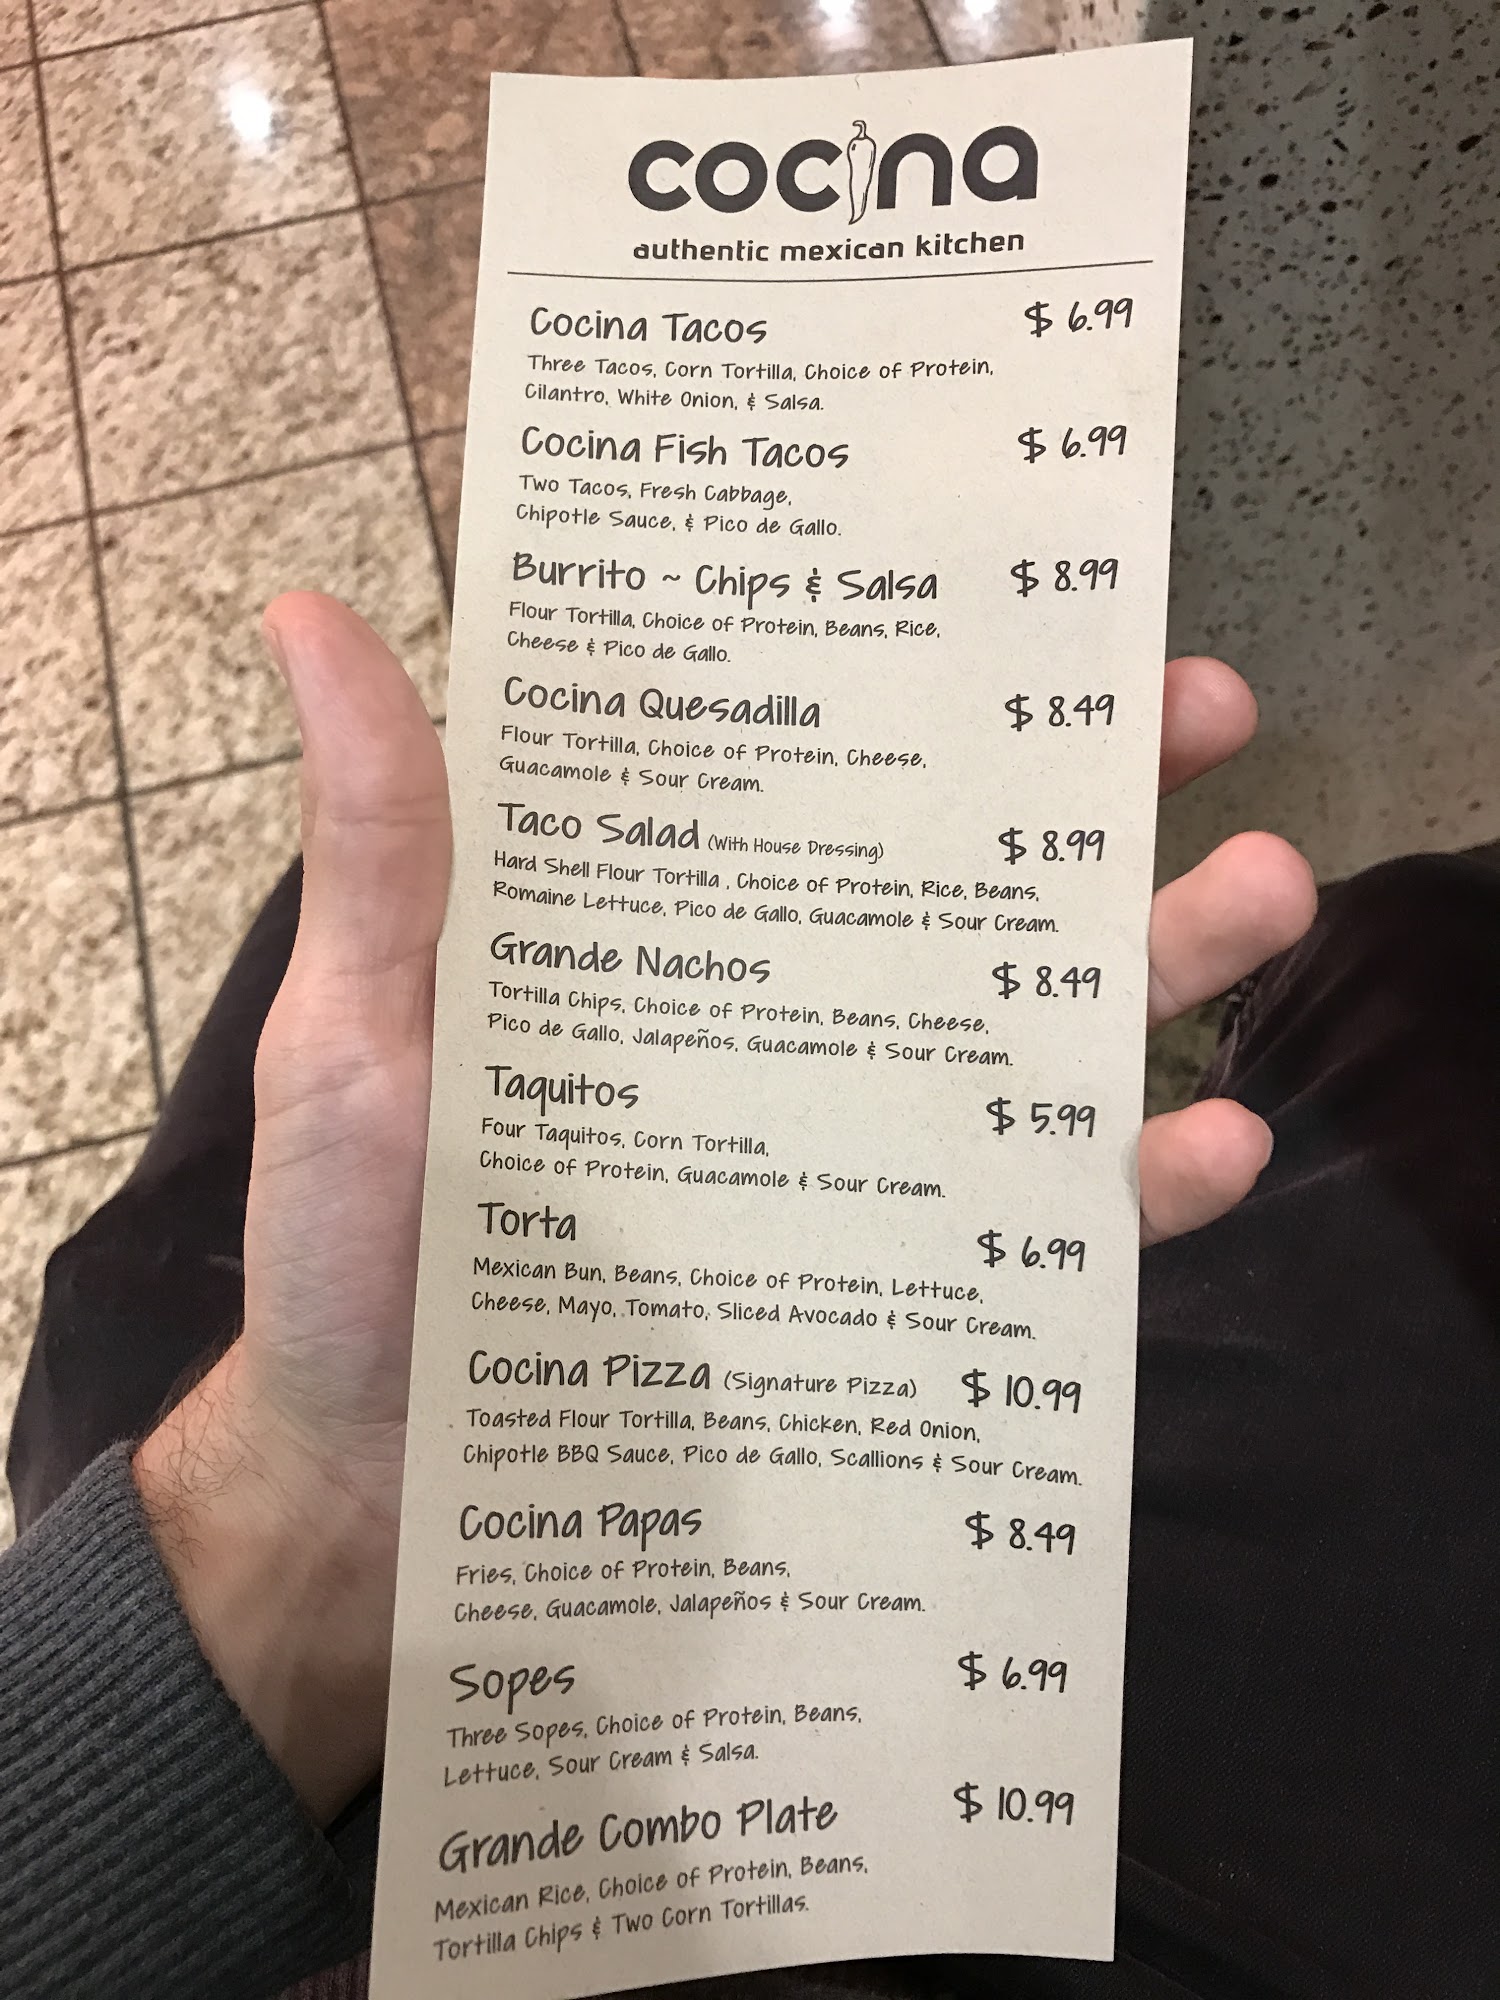 cocina
authentic mexican kitchen
Cocina Tacos $ 6.99
Three Tacos, Corn Tortilla, Choice of Protein,
Cilantro, White Onion, & Salsa.
Cocina Fish Tacos $ 6.99
Two Tacos, Fresh Cabbage,
Chipotle Sauce, & Pico de Gallo.
Burrito ~ Chips & Salsa $ 8.99
Flour Tortilla, Choice of Protein, Beans, Rice,
Cheese & Pico de Gallo.
Cocina Quesadilla $ 8.49
Flour Tortilla, Choice of Protein, Cheese,
Guacamole & Sour Cream.
Taco Salad (With House Dressing) $ 8.99
Hard Shell Flour Tortilla , Choice of Protein, Rice, Beans,
Romaine Lettuce, Pico de Gallo, Guacamole & Sour Cream.
Grande Nachos $ 8.49
Tortilla Chips, Choice of Protein, Beans, Cheese,
Pico de Gallo, Jalapeños, Guacamole & Sour Cream.
Taquitos $ 5.99
Four Taquitos, Corn Tortilla,
Choice of Protein, Guacamole & Sour Cream.
Torta $ 6.99
Mexican Bun, Beans, Choice of Protein, Lettuce,
Cheese, Mayo, Tomato, Sliced Avocado & Sour Cream.
Cocina Pizza (Signature Pizza) $ 10.99
Toasted Flour Tortilla, Beans, Chicken, Red Onion,
Chipotle BBQ Sauce, Pico de Gallo, Scallions & Sour Cream.
Cocina Papas $ 8.49
Fries, Choice of Protein, Beans,
Cheese, Guacamole, Jalapeños & Sour Cream.
Sopes $ 6.99
Three Sopes, Choice of Protein, Beans,
Lettuce, Sour Cream & Salsa.
Grande Combo Plate $ 10.99
Mexican Rice, Choice of Protein, Beans,
Tortilla Chips & Two Corn Tortillas.